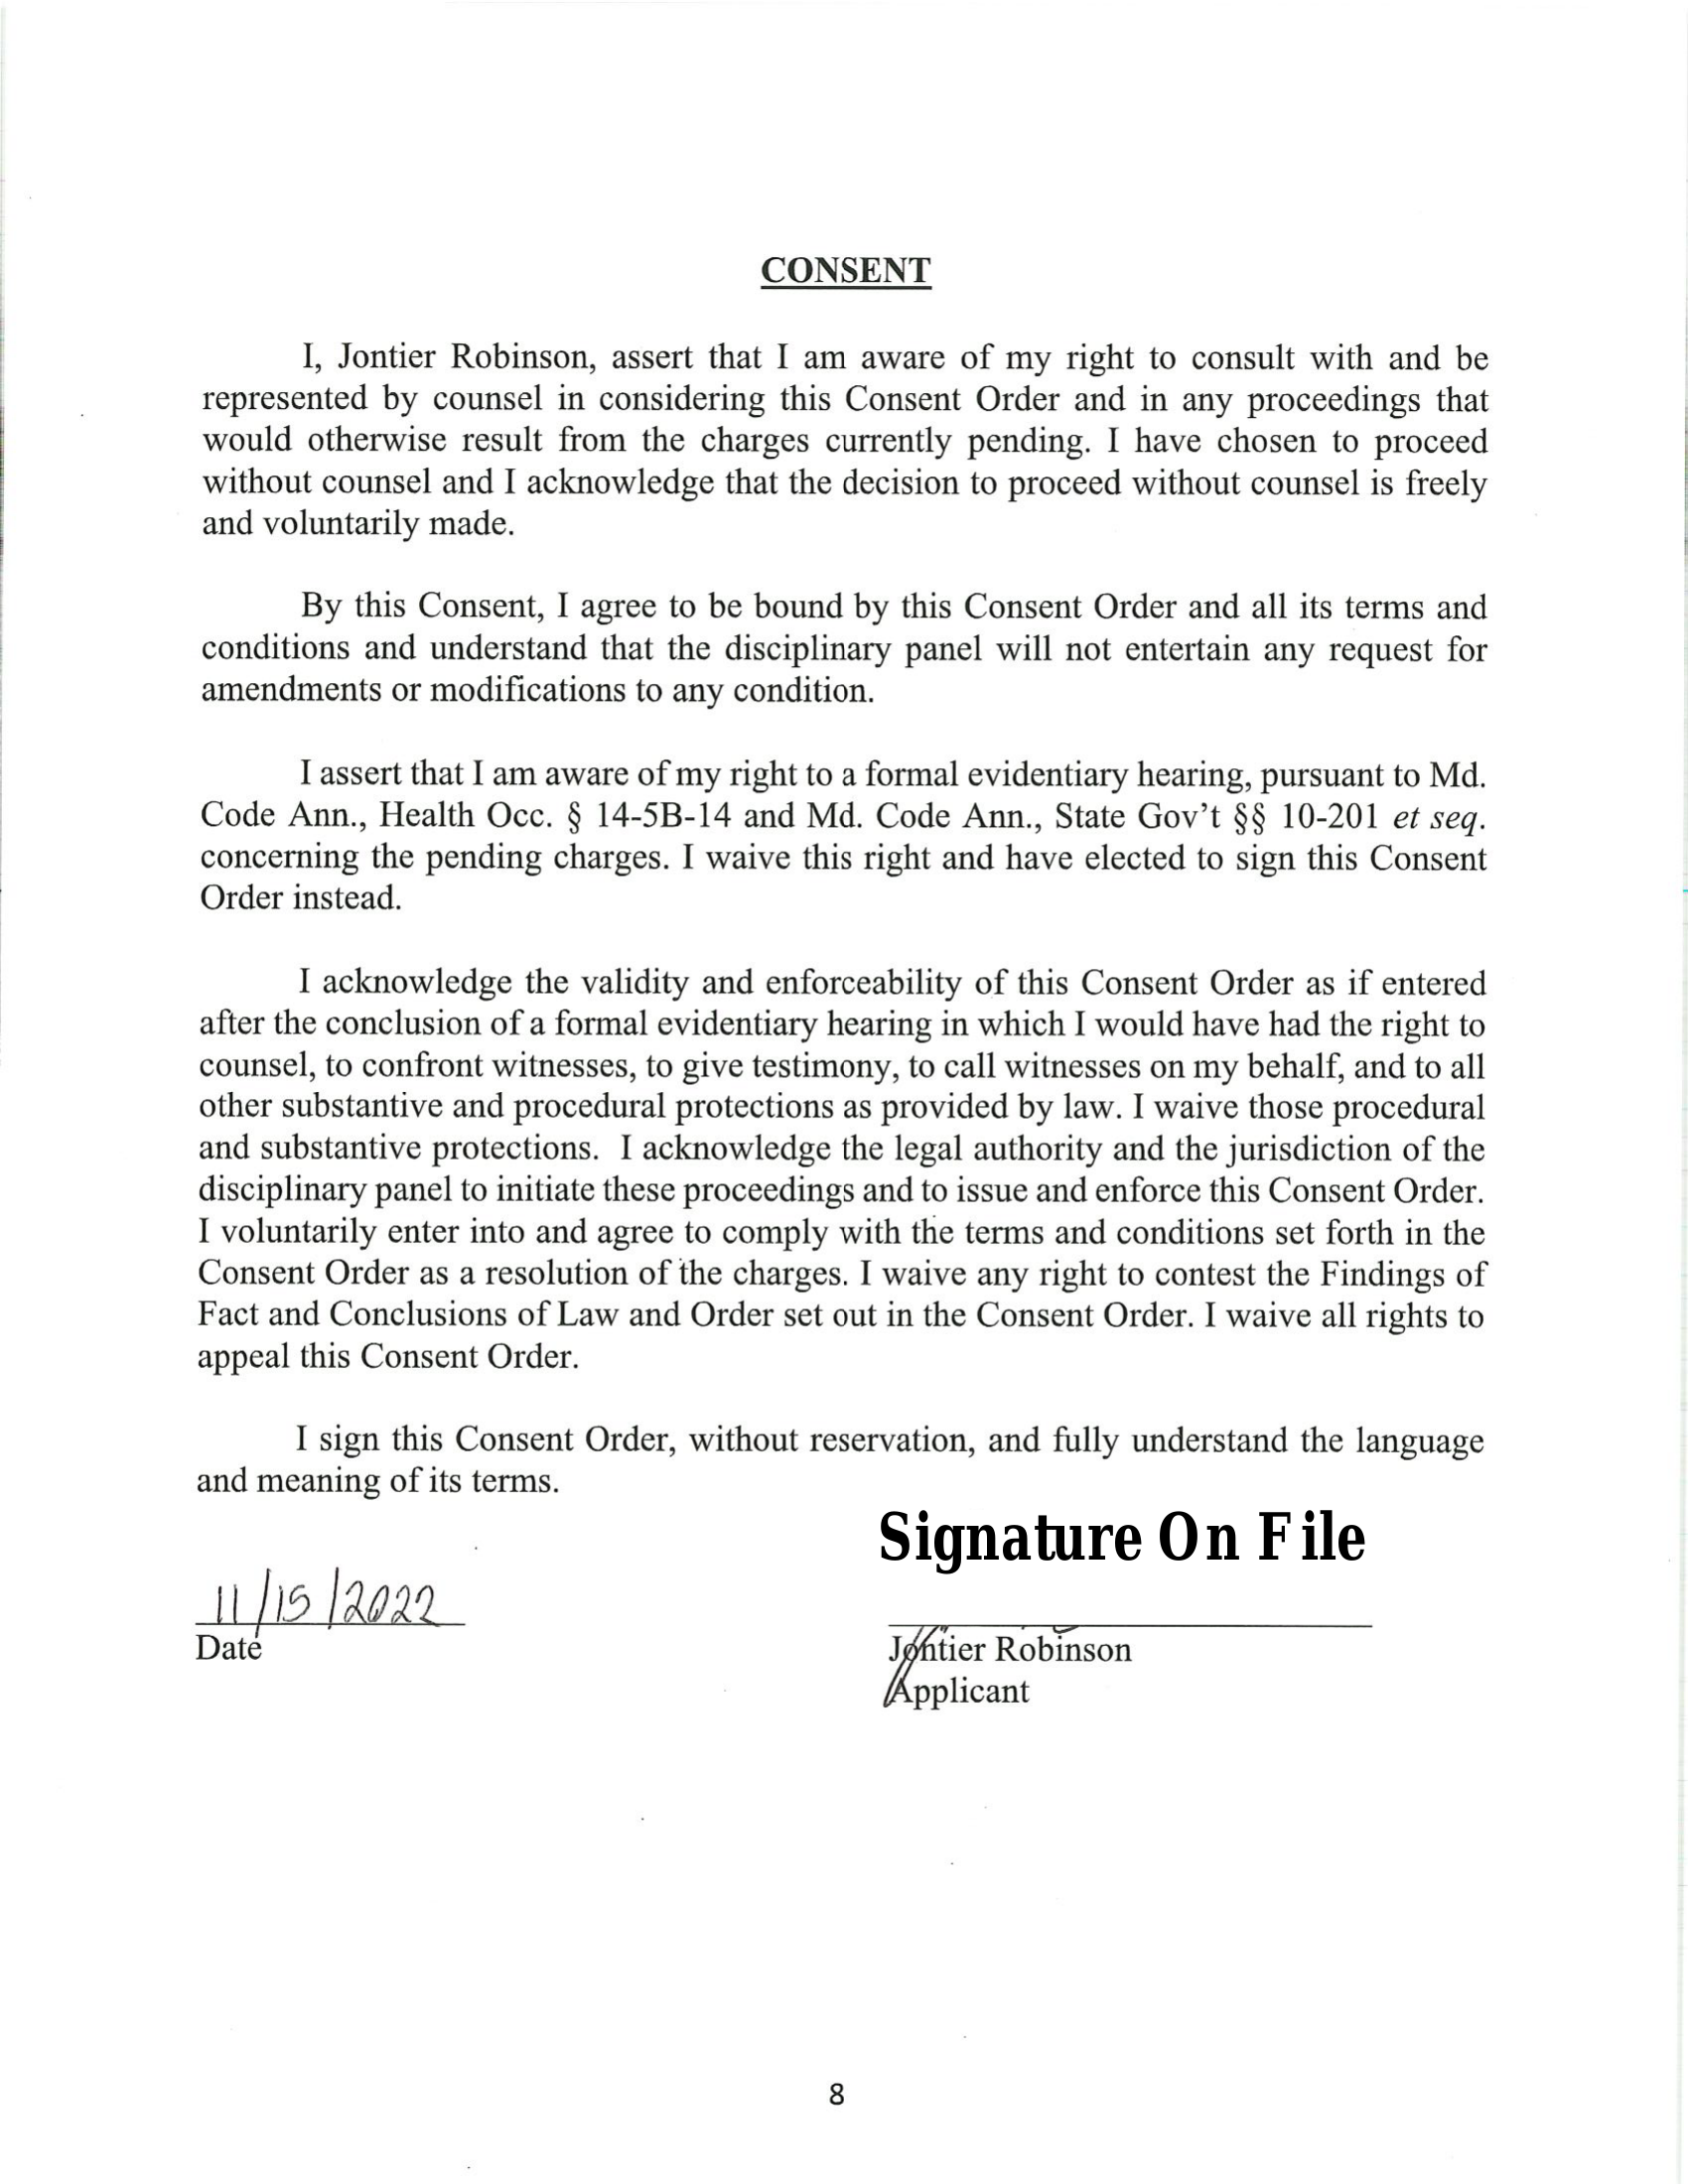 CONSENT
I, Jontier Robinson, assert that I am aware of my right to consult with and be
represented by counsel in considering this Consent Order and in any proceedings that
would otherwise result from the charges currently pending. I have chosen to proceed
without counsel and I acknowledge that the decision to proceed without counsel is freely
and voluntarily made.
By this Consent, I agree to be bound by this Consent Order and all its terms and
conditions and understand that the disciplinary panel will not entertain any request for
amendments or modifications to any condition.
I assert that I am aware of my right to a formal evidentiary hearing, pursuant to Md.
Code Ann., Health Occ. § 14-5B-14 and Md. Code Ann., State Gov't §§ 10-201 et seq.
concerning the pending charges. I waive this right and have elected to sign this Consent
Order instead.
I acknowledge the validity and enforceability of this Consent Order as if entered
after the conclusion of a formal evidentiary hearing in which I would have had the right to
counsel, to confront witnesses, to give testimony, to call witnesses on my behalf, and to all
other substantive and procedural protections as provided by law. I waive those procedural
and substantive protections. I acknowledge the legal authority and the jurisdiction of the
disciplinary panel to initiate these proceedings and to issue and enforce this Consent Order.
I voluntarily enter into and agree to comply with the terms and conditions set forth in the
Consent Order as a resolution of the charges. I waive any right to contest the Findings of
Fact and Conclusions of Law and Order set out in the Consent Order. I waive all rights to
appeal this Consent Order.
I sign this Consent Order, without reservation, and fully understand the language
and meaning of its terms.
Signature On File
11/15/2022
Date
Jontier Robinson
Applicant
8